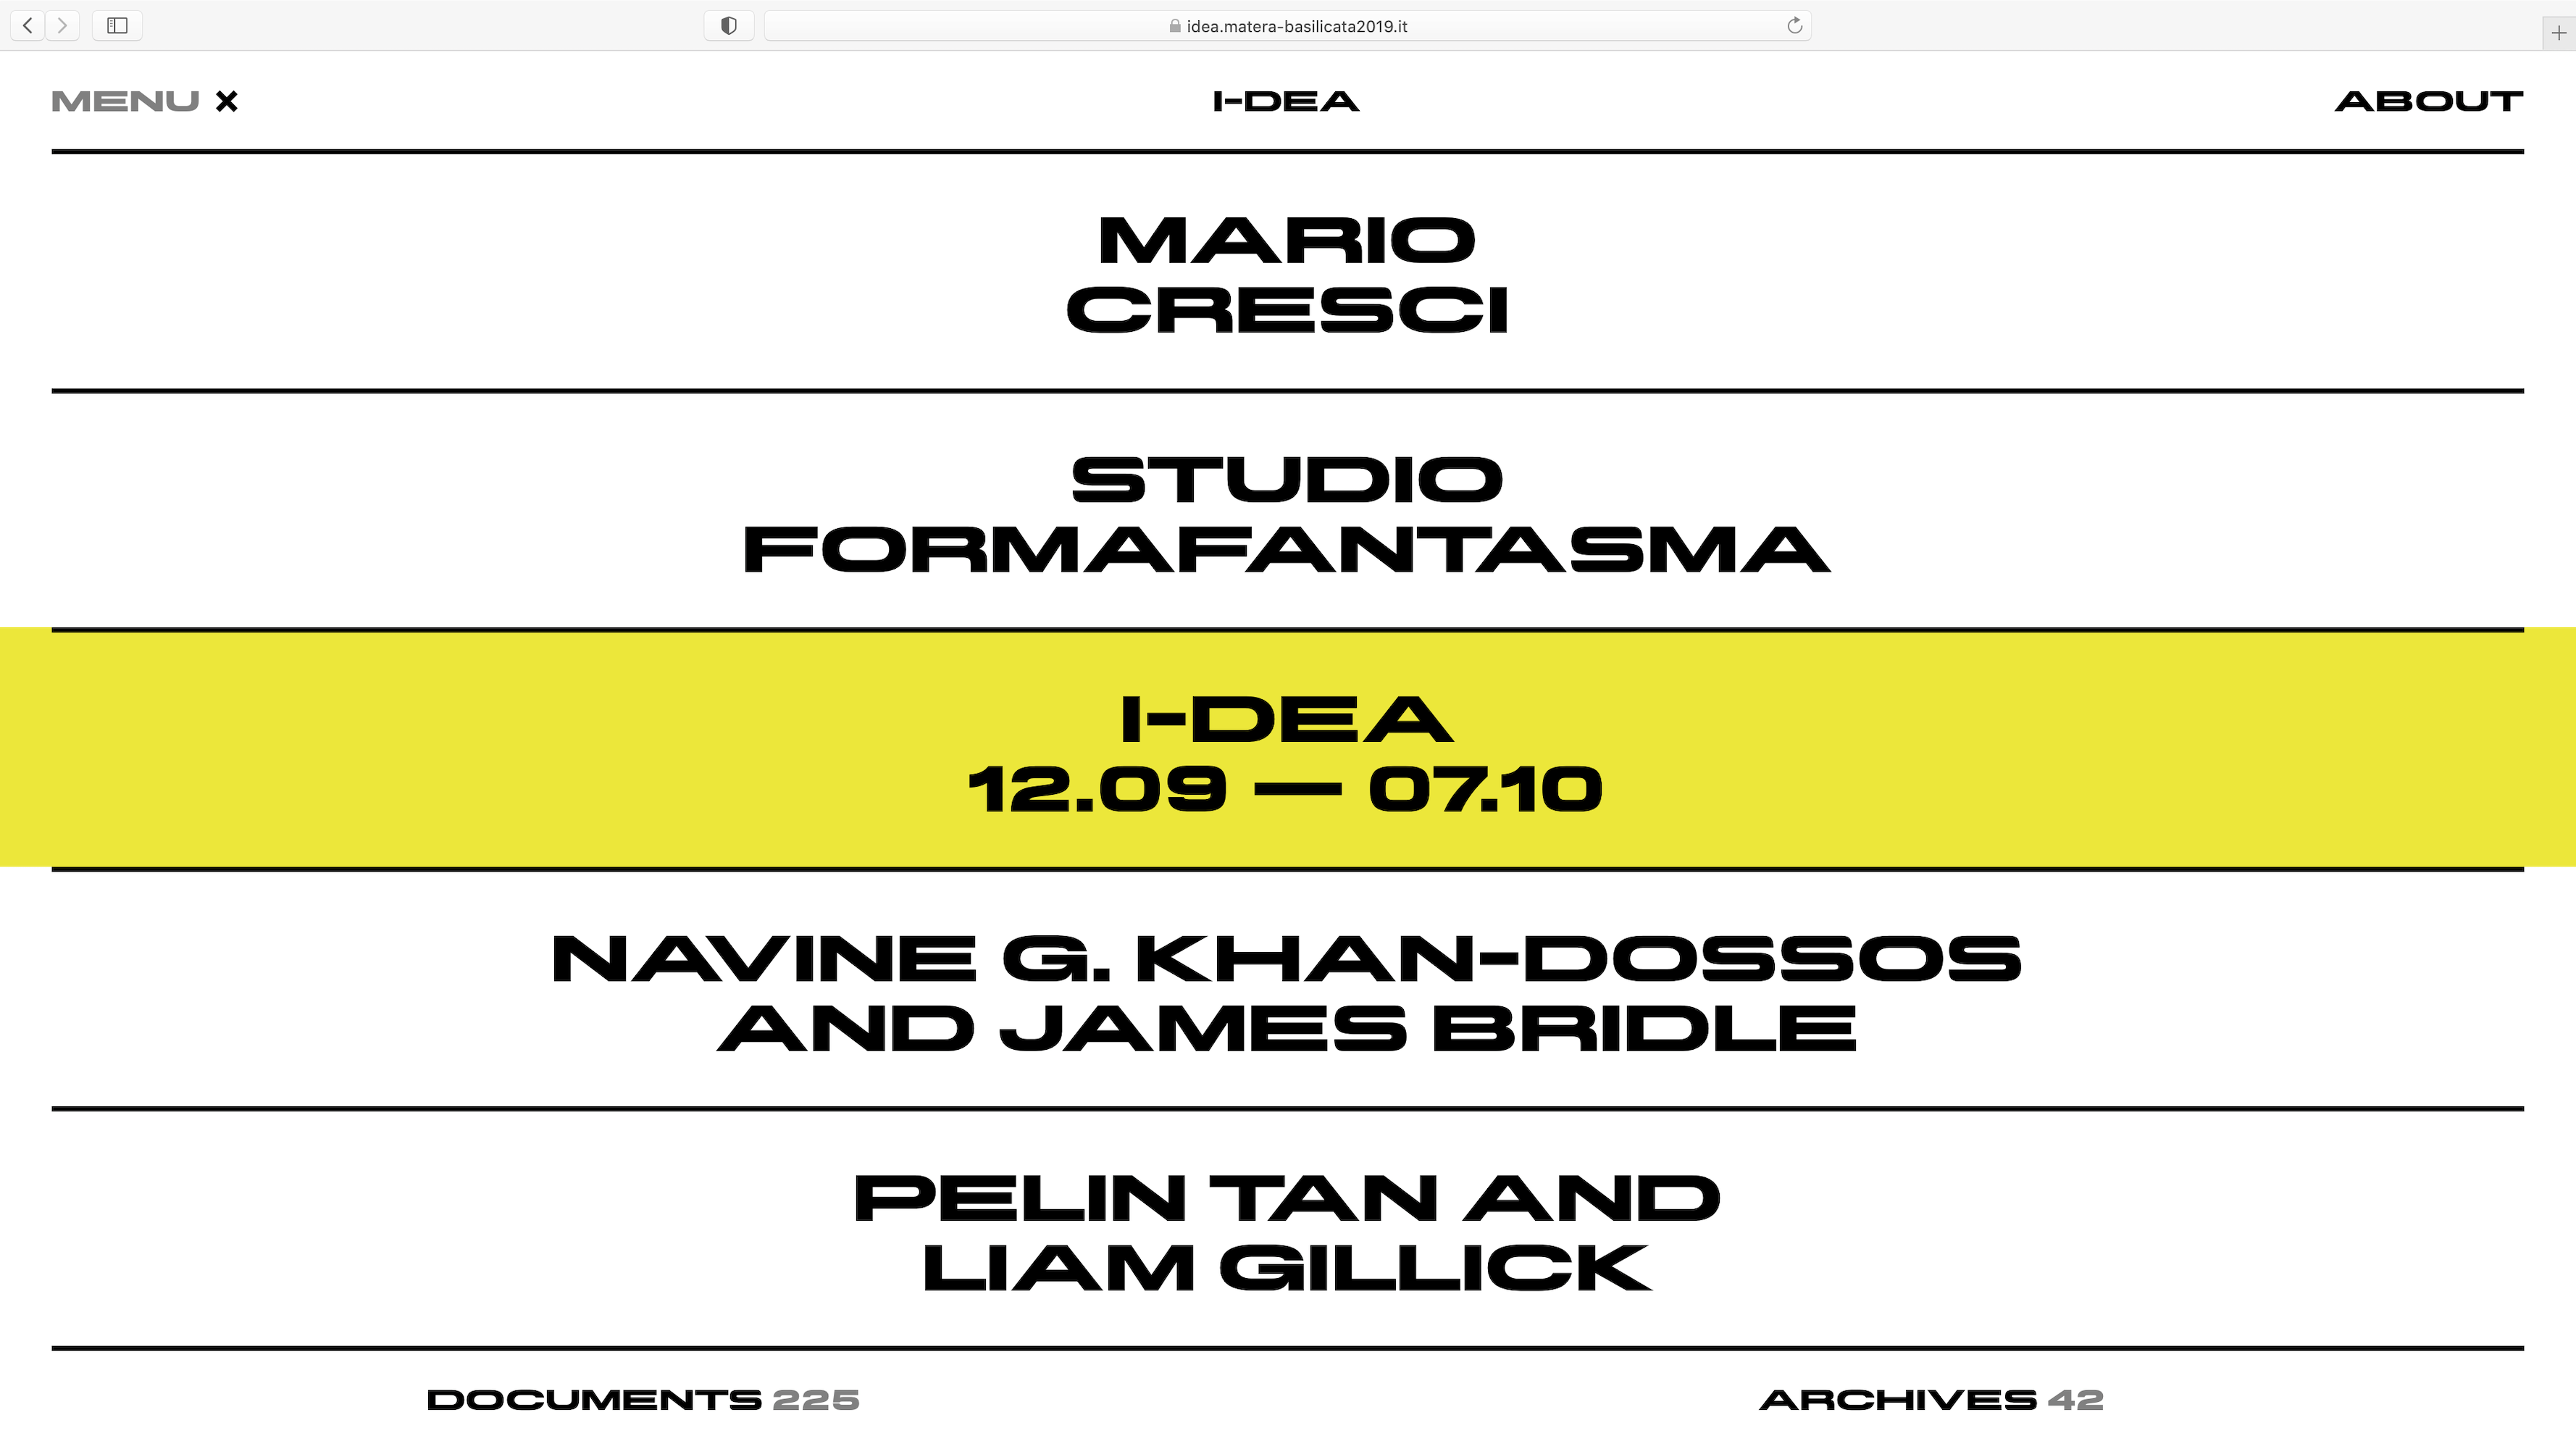 idea.matera-basilicata2019.it
MENU ×
I-DEA
ABOUT
MARIO
CRESCI
STUDIO
FORMAFANTASMA
I-DEA
12.09 — 07.10
NAVINE G. KHAN-DOSSOS
AND JAMES BRIDLE
PELIN TAN AND
LIAM GILLICK
DOCUMENTS 225
ARCHIVES 42